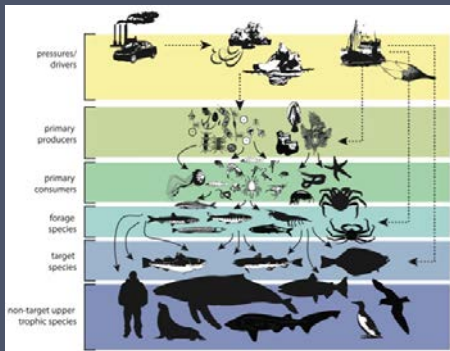 pressures/
drivers
primary
producers
primary
consumers
forage
species
target
species
non-target upper
trophic species